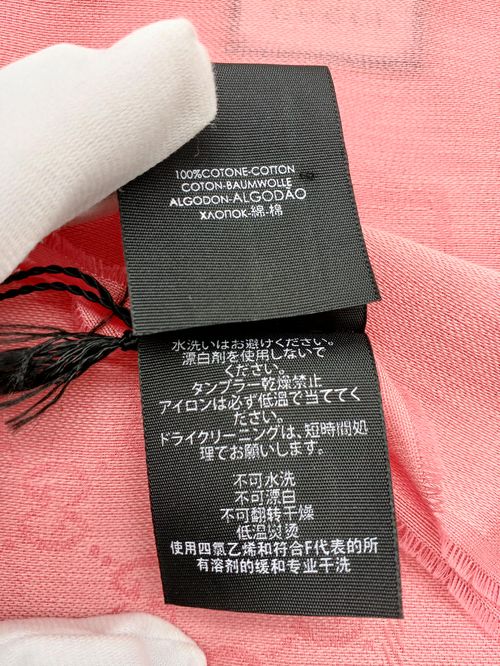 100%COTONE-COTTON
COTON-BAUMWOLLE
ALGODON-ALGODÃO
ХЛОПОК-綿-棉
水洗いはお避けください。
漂白剤を使用しないで
ください。
タンブラー乾燥禁止
アイロンは必ず低温で当ててく
ださい。
ドライクリーニングは、短時間処
理でお願いします。
不可水洗
不可漂白
不可翻转干燥
低温熨烫
使用四氯乙烯和符合F代表的所
有溶剂的缓和专业干洗